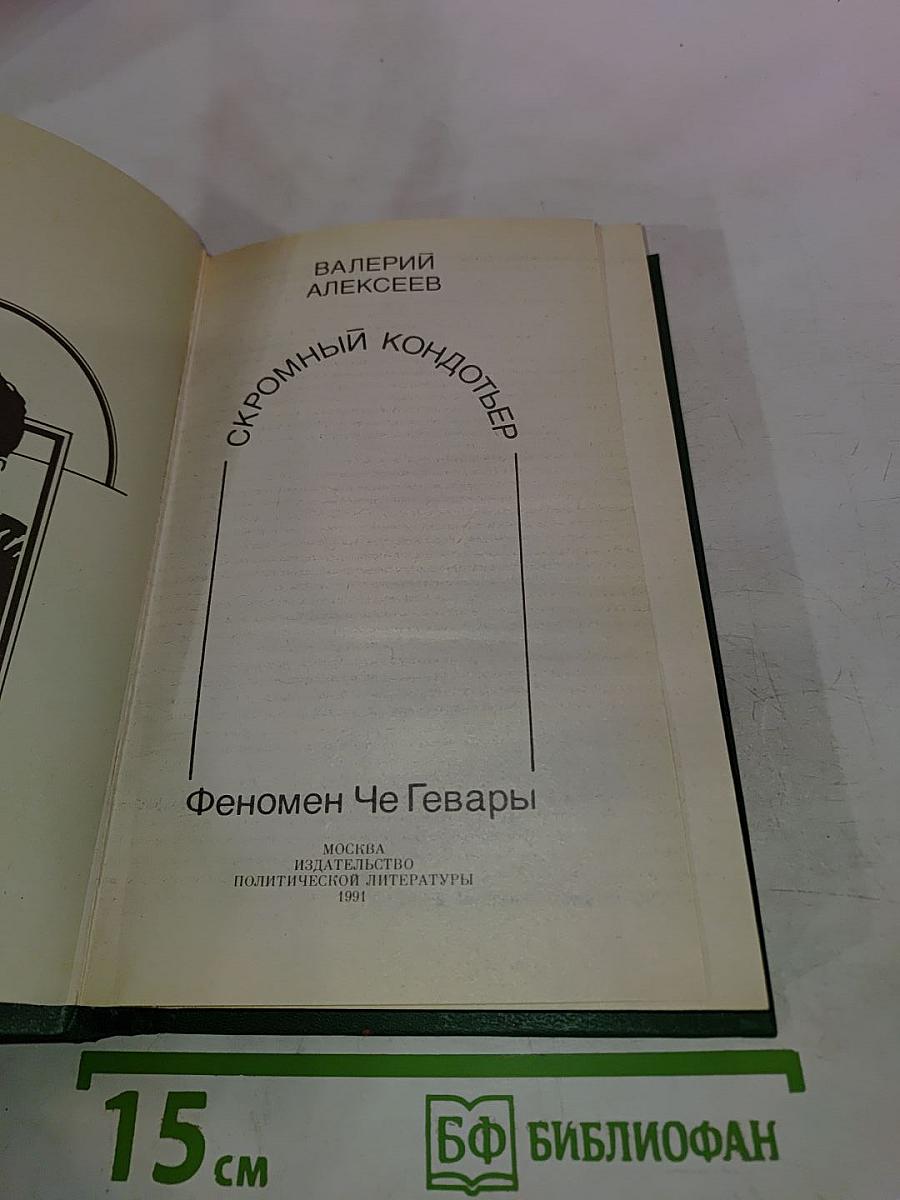 ВАЛЕРИЙ
АЛЕКСЕЕВ
СКРОМНЫЙ КОНДОТЬЕР
Феномен Че Гевары
МОСКВА
ИЗДАТЕЛЬСТВО
ПОЛИТИЧЕСКОЙ ЛИТЕРАТУРЫ
1991
15 см
БФ БИБЛИОФАН